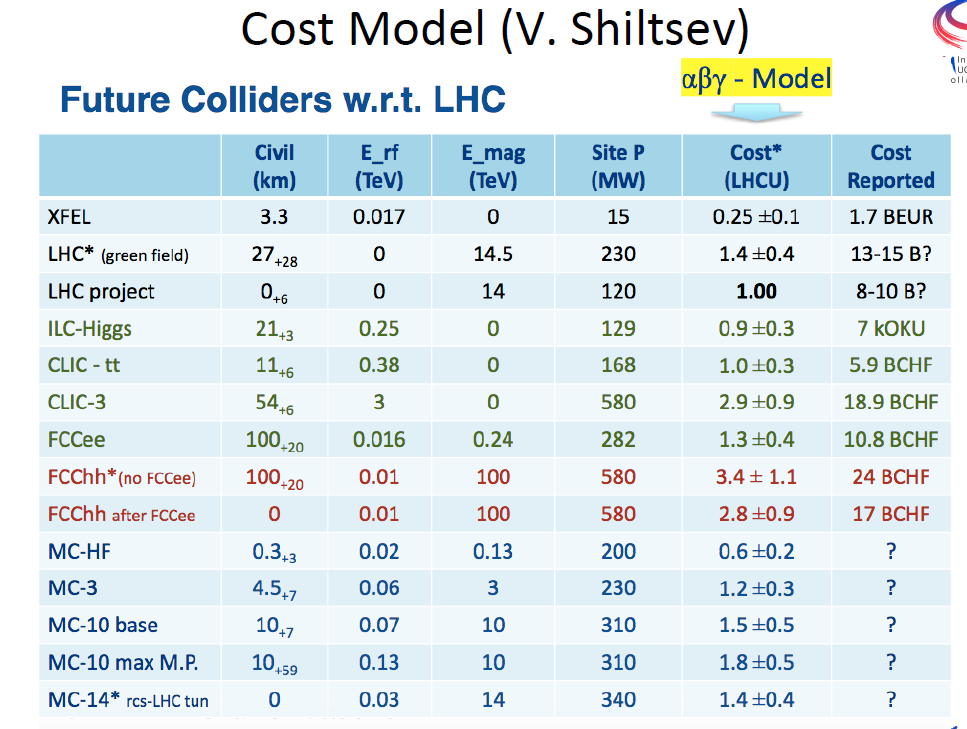 Cost Model (V. Shiltsev)
αβγ - Model
Future Colliders w.r.t. LHC
Civil (km) E_rf (TeV) E_mag (TeV) Site P (MW) Cost* (LHCU) Cost Reported
XFEL 3.3 0.017 0 15 0.25 ±0.1 1.7 BEUR
LHC* (green field) 27+28 0 14.5 230 1.4 ±0.4 13-15 B?
LHC project 0+6 0 14 120 1.00 8-10 B?
ILC-Higgs 21+3 0.25 0 129 0.9 ±0.3 7 kOKU
CLIC - tt 11+6 0.38 0 168 1.0 ±0.3 5.9 BCHF
CLIC-3 54+6 3 0 580 2.9 ±0.9 18.9 BCHF
FCCee 100+20 0.016 0.24 282 1.3 ±0.4 10.8 BCHF
FCChh*(no FCCee) 100+20 0.01 100 580 3.4 ± 1.1 24 BCHF
FCChh after FCCee 0 0.01 100 580 2.8 ±0.9 17 BCHF
MC-HF 0.3+3 0.02 0.13 200 0.6 ±0.2 ?
MC-3 4.5+7 0.06 3 230 1.2 ±0.3 ?
MC-10 base 10+7 0.07 10 310 1.5 ±0.5 ?
MC-10 max M.P. 10+59 0.13 10 310 1.8 ±0.5 ?
MC-14* rcs-LHC tun 0 0.03 14 340 1.4 ±0.4 ?